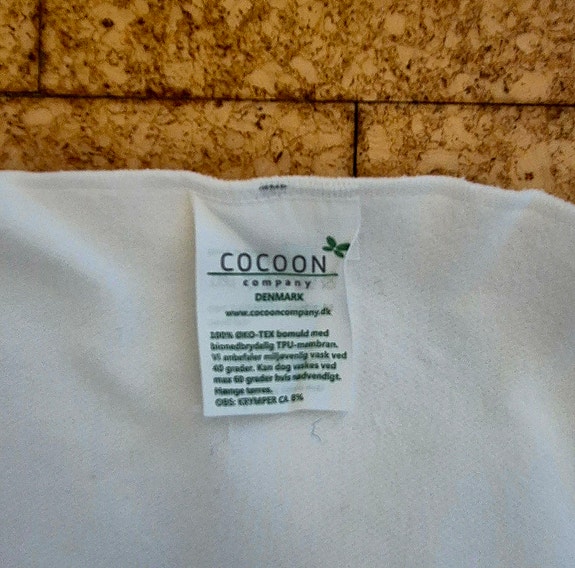 COCOON
company
DENMARK
www.cocooncompany.dk
100% ØKO-TEX bomuld med
bionedbrydelig TPU-membran.
Vi anbefaler miljøvenlig vask ved
40 grader. Kan dog vaskes ved
max 60 grader hvis nødvendigt.
Hænge tørres.
OBS: KRYMPER CA 8%